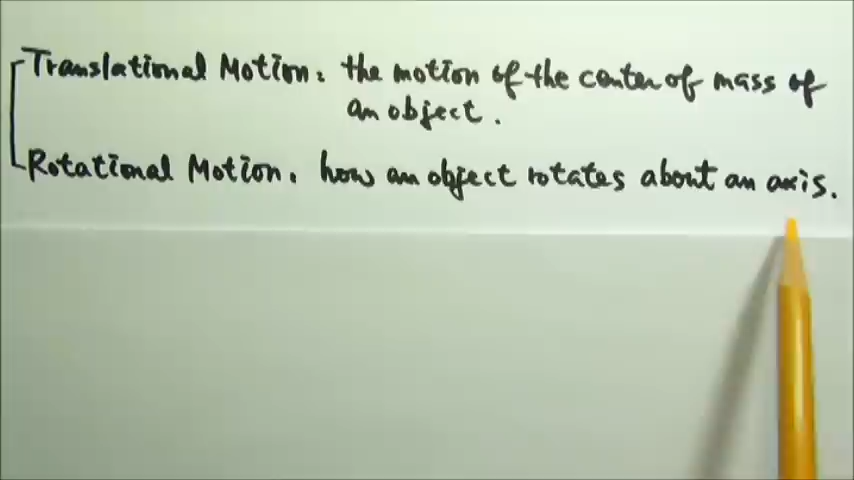 Translational Motion: the motion of the center of mass of
an object.
Rotational Motion: how an object rotates about an axis.